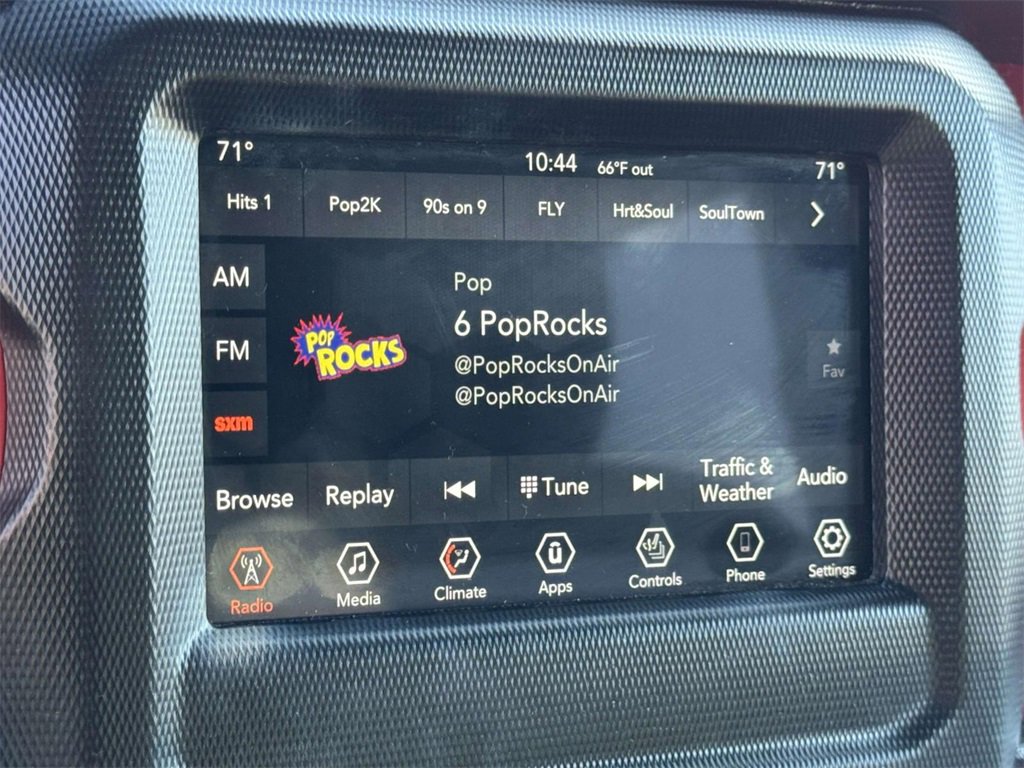 71°
10:44
66°F out
71°
Hits 1
Pop2K
90s on 9
FLY
Hrt&Soul
SoulTown
AM
FM
sxm
POP
ROCKS
Pop
6 PopRocks
@PopRocksOnAir
@PopRocksOnAir
Fav
Browse
Replay
Tune
Traffic &
Weather
Audio
Radio
Media
Climate
Apps
Controls
Phone
Settings